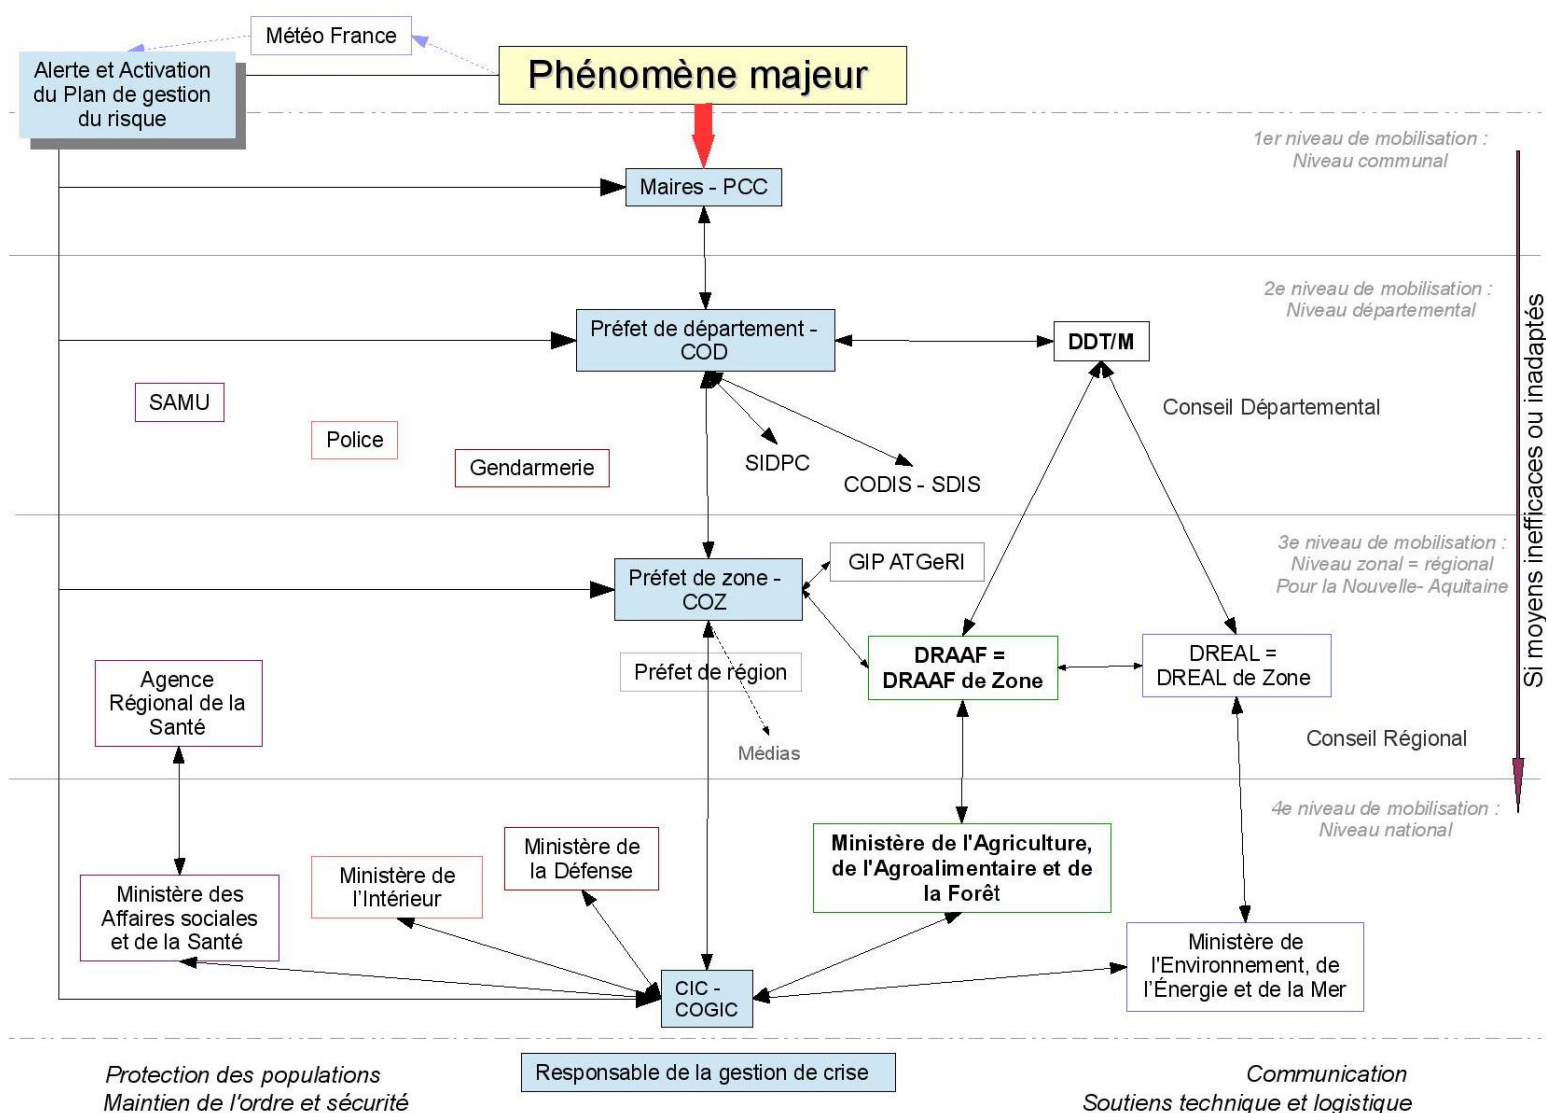 Météo France
Phénomène majeur
Alerte et Activation
du Plan de gestion
du risque
1er niveau de mobilisation :
Niveau communal
Maires - PCC
2e niveau de mobilisation :
Niveau départemental
Préfet de département -
COD
DDT/M
SAMU
Conseil Départemental
Police
Gendarmerie
SIDPC
CODIS - SDIS
Si moyens inefficaces ou inadaptés
3e niveau de mobilisation :
Niveau zonal = régional
Pour la Nouvelle- Aquitaine
GIP ATGeRI
Préfet de zone -
COZ
Préfet de région
DRAAF =
DRAAF de Zone
DREAL =
DREAL de Zone
Agence
Régional de la
Santé
Médias
Conseil Régional
4e niveau de mobilisation :
Niveau national
Ministère des
Affaires sociales
et de la Santé
Ministère de
l'Intérieur
Ministère de
la Défense
Ministère de l'Agriculture,
de l'Agroalimentaire et de
la Forêt
Ministère de
l'Environnement, de
l'Énergie et de la Mer
CIC -
COGIC
Protection des populations
Maintien de l'ordre et sécurité
Responsable de la gestion de crise
Communication
Soutiens technique et logistique